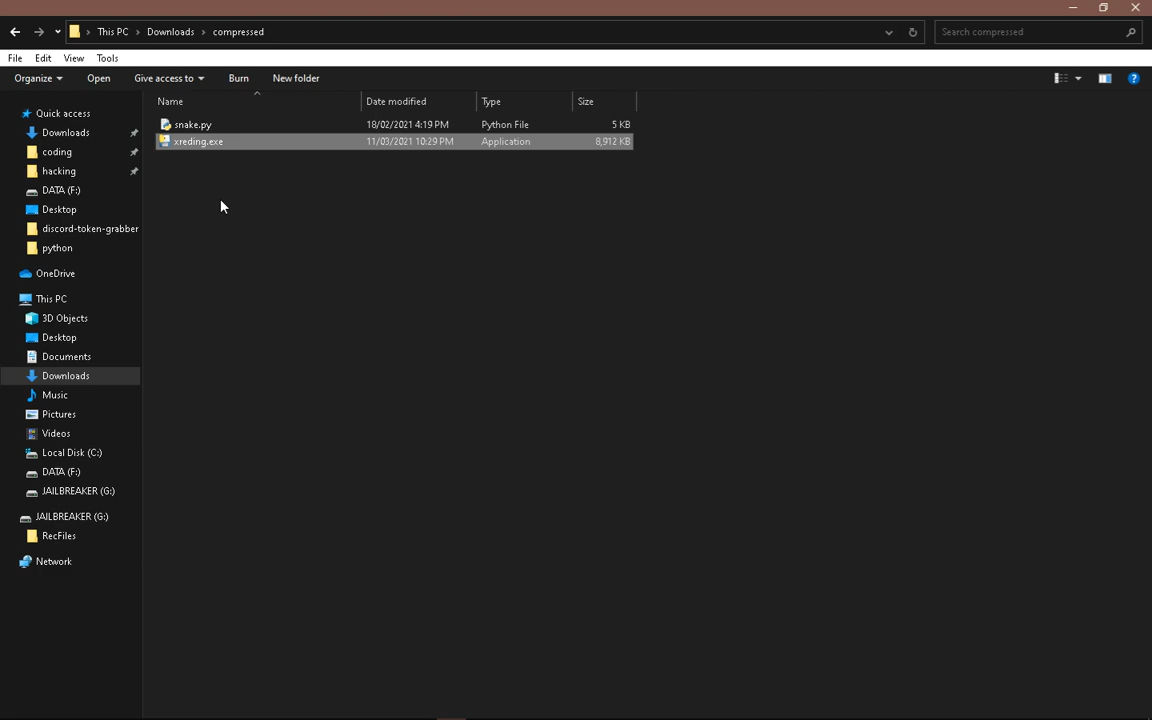 This PC > Downloads > compressed
Search compressed
File Edit View Tools
Organize Open Give access to Burn New folder
Name Date modified Type Size
snake.py 18/02/2021 4:19 PM Python File 5 KB
xreding.exe 11/03/2021 10:29 PM Application 8,912 KB
Quick access
Downloads
coding
hacking
DATA (F:)
Desktop
discord-token-grabber
python
OneDrive
This PC
3D Objects
Desktop
Documents
Downloads
Music
Pictures
Videos
Local Disk (C:)
DATA (F:)
JAILBREAKER (G:)
JAILBREAKER (G:)
RecFiles
Network